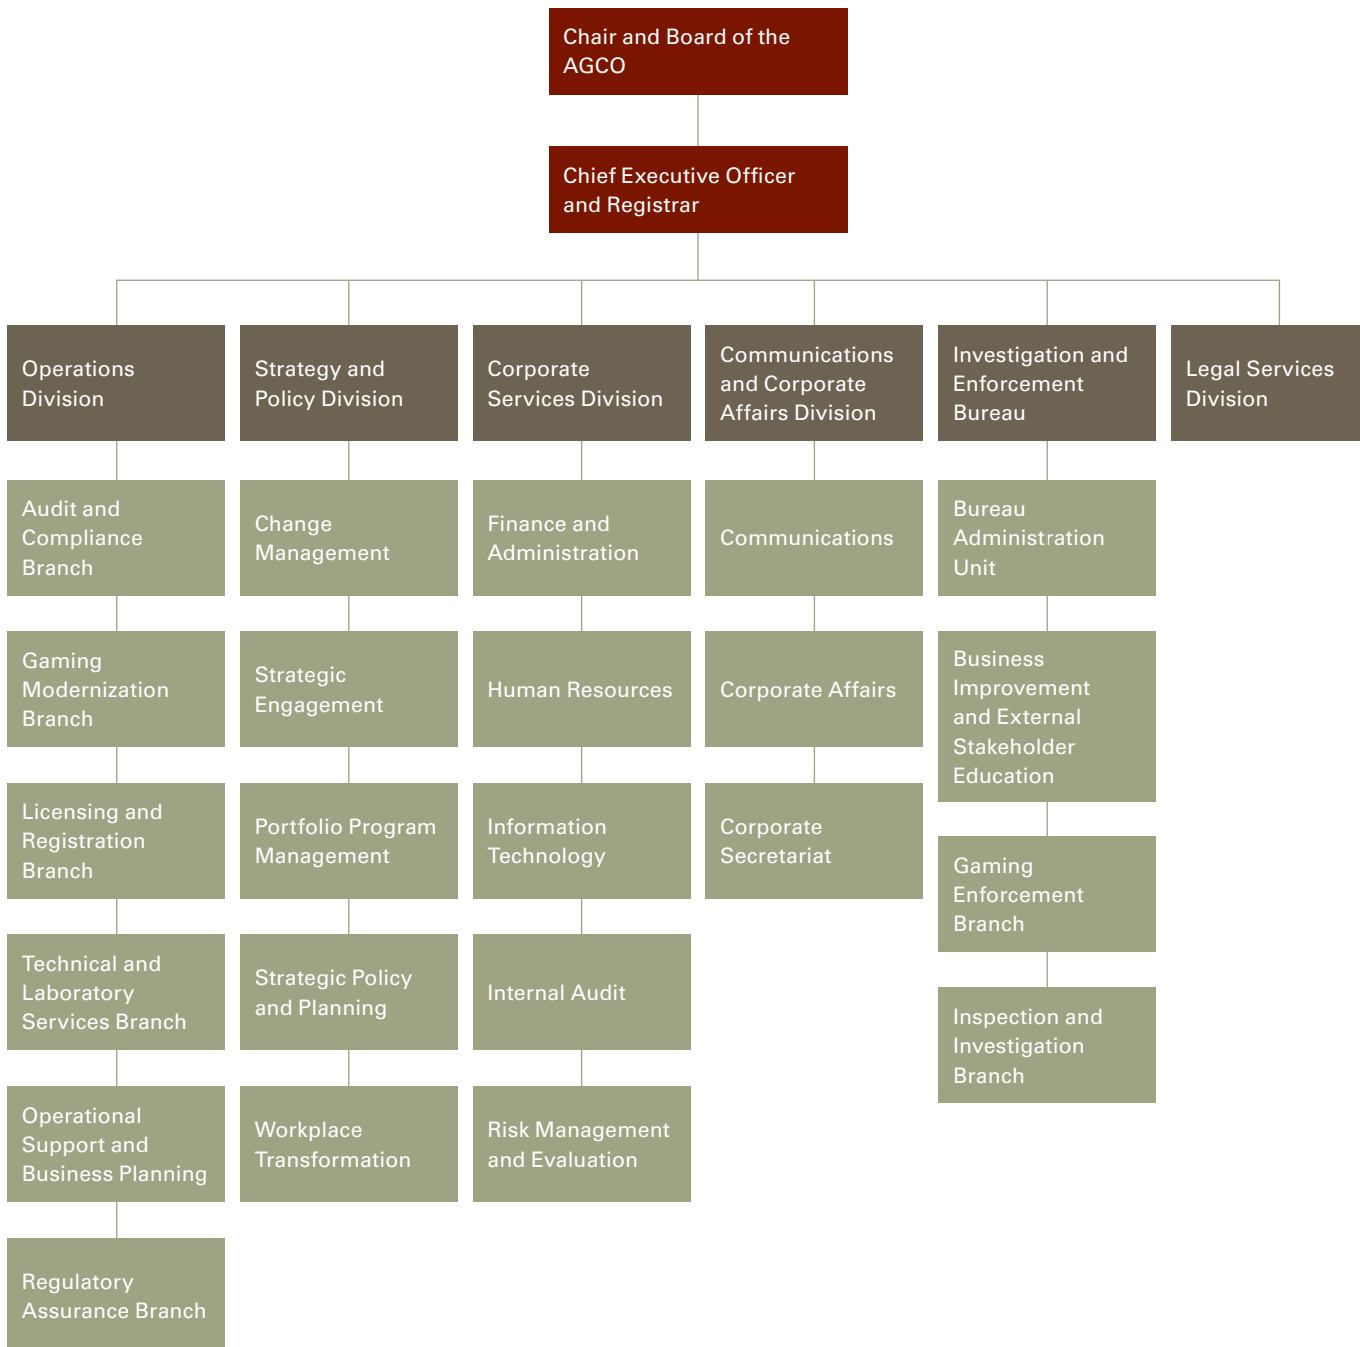 Chair and Board of the
AGCO
Chief Executive Officer
and Registrar
Operations
Division
Strategy and
Policy Division
Corporate
Services Division
Communications
and Corporate
Affairs Division
Investigation and
Enforcement
Bureau
Legal Services
Division
Audit and
Compliance
Branch
Gaming
Modernization
Branch
Licensing and
Registration
Branch
Technical and
Laboratory
Services Branch
Operational
Support and
Business Planning
Regulatory
Assurance Branch
Change
Management
Strategic
Engagement
Portfolio Program
Management
Strategic Policy
and Planning
Workplace
Transformation
Finance and
Administration
Human Resources
Information
Technology
Internal Audit
Risk Management
and Evaluation
Communications
Corporate Affairs
Corporate
Secretariat
Bureau
Administration
Unit
Business
Improvement
and External
Stakeholder
Education
Gaming
Enforcement
Branch
Inspection and
Investigation
Branch